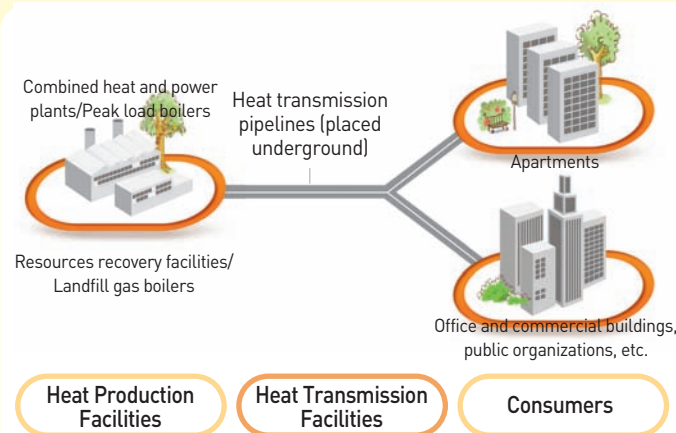 Combined heat and power
plants/Peak load boilers
Heat transmission
pipelines (placed
underground)
Apartments
Resources recovery facilities/
Landfill gas boilers
Office and commercial buildings,
public organizations, etc.
Heat Production
Facilities
Heat Transmission
Facilities
Consumers